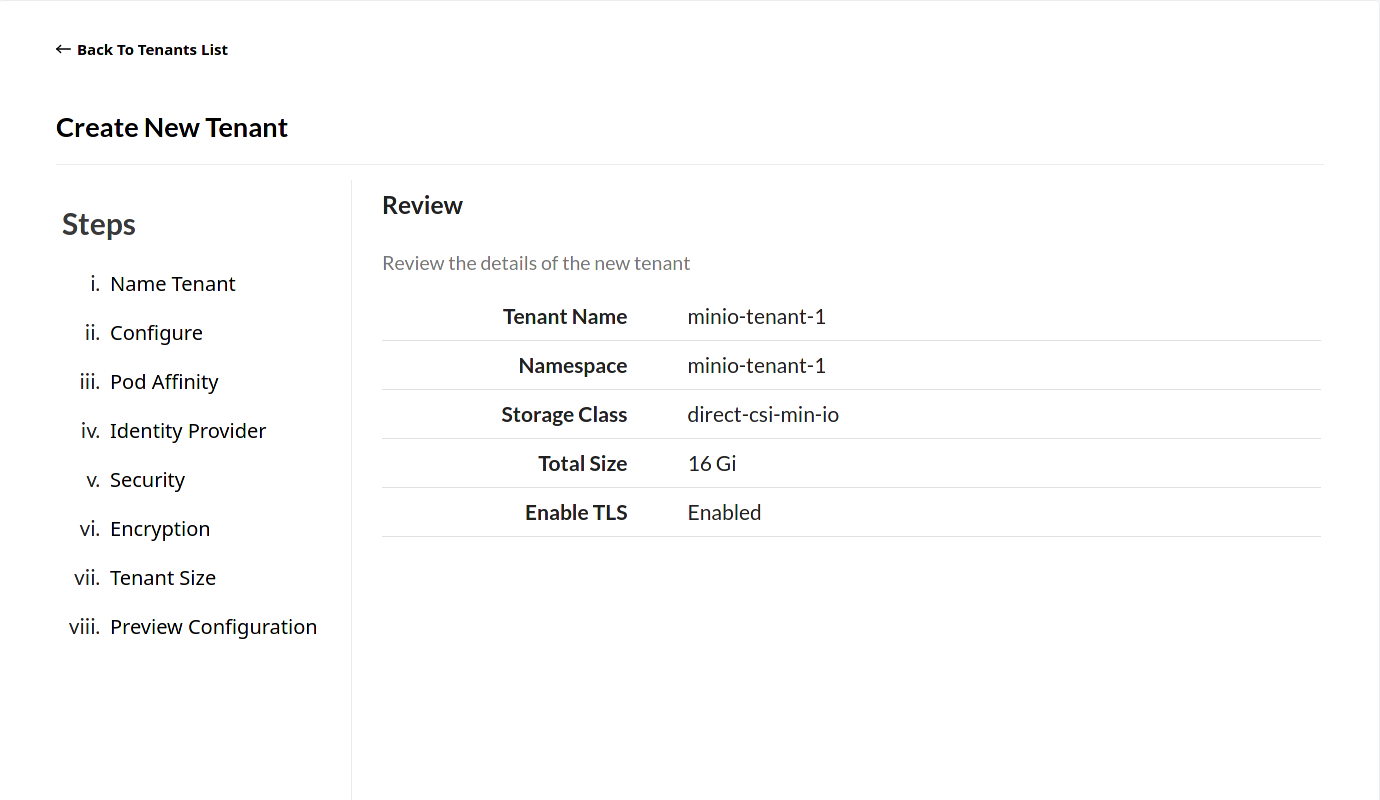 ← Back To Tenants List
Create New Tenant
Steps
i. Name Tenant
ii. Configure
iii. Pod Affinity
iv. Identity Provider
v. Security
vi. Encryption
vii. Tenant Size
viii. Preview Configuration
Review
Review the details of the new tenant
Tenant Name minio-tenant-1
Namespace minio-tenant-1
Storage Class direct-csi-min-io
Total Size 16 Gi
Enable TLS Enabled